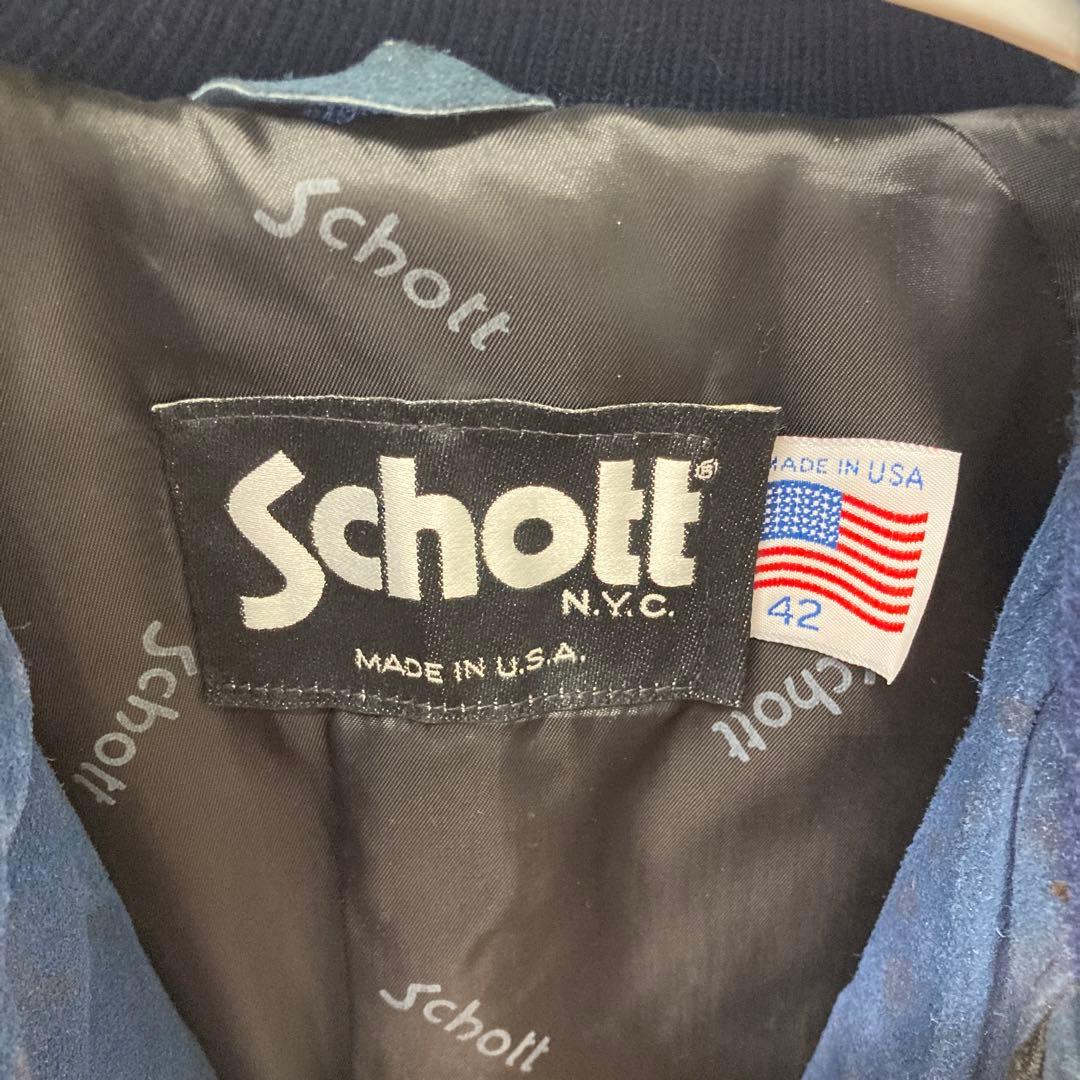 Schott
Schott®
N.Y.C.
MADE IN U.S.A.
MADE IN USA
42
Schott
Schott
Schott